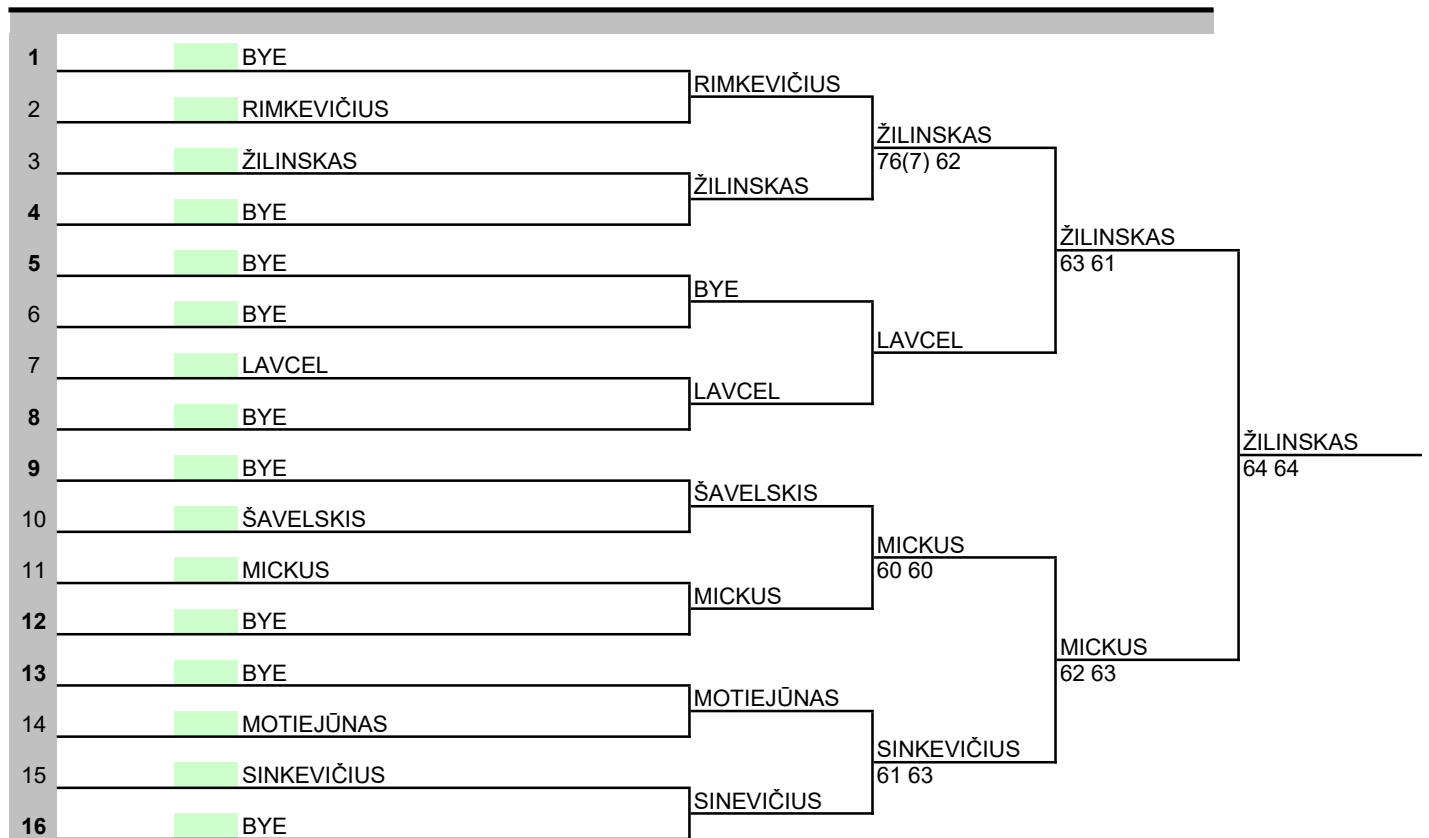 1 BYE
RIMKEVIČIUS
2 RIMKEVIČIUS
ŽILINSKAS
76(7) 62
3 ŽILINSKAS
ŽILINSKAS
4 BYE
ŽILINSKAS
63 61
5 BYE
BYE
6 BYE
LAVCEL
7 LAVCEL
LAVCEL
8 BYE
ŽILINSKAS
64 64
9 BYE
ŠAVELSKIS
10 ŠAVELSKIS
MICKUS
60 60
11 MICKUS
MICKUS
12 BYE
MICKUS
62 63
13 BYE
MOTIEJŪNAS
14 MOTIEJŪNAS
SINKEVIČIUS
61 63
15 SINKEVIČIUS
SINEVIČIUS
16 BYE